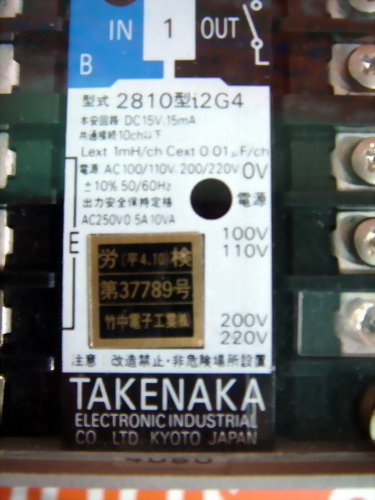 IN 1 OUT
B
型式 2810型i2G4
本安回路 DC15V. 15mA
共通接続10ch以下
Lext 1mH/ch Cext 0.01μF/ch
電源 AC100/110V. 200/220V
±10% 50/60Hz
出力安全保持定格
AC250V 0.5A 10VA
0V
電源
E
100V
110V
労(平4.10)検
第37789号
竹中電子工業(株)
200V
220V
注意：改造禁止・非危険場所設置
TAKENAKA
ELECTRONIC INDUSTRIAL
CO., LTD. KYOTO JAPAN